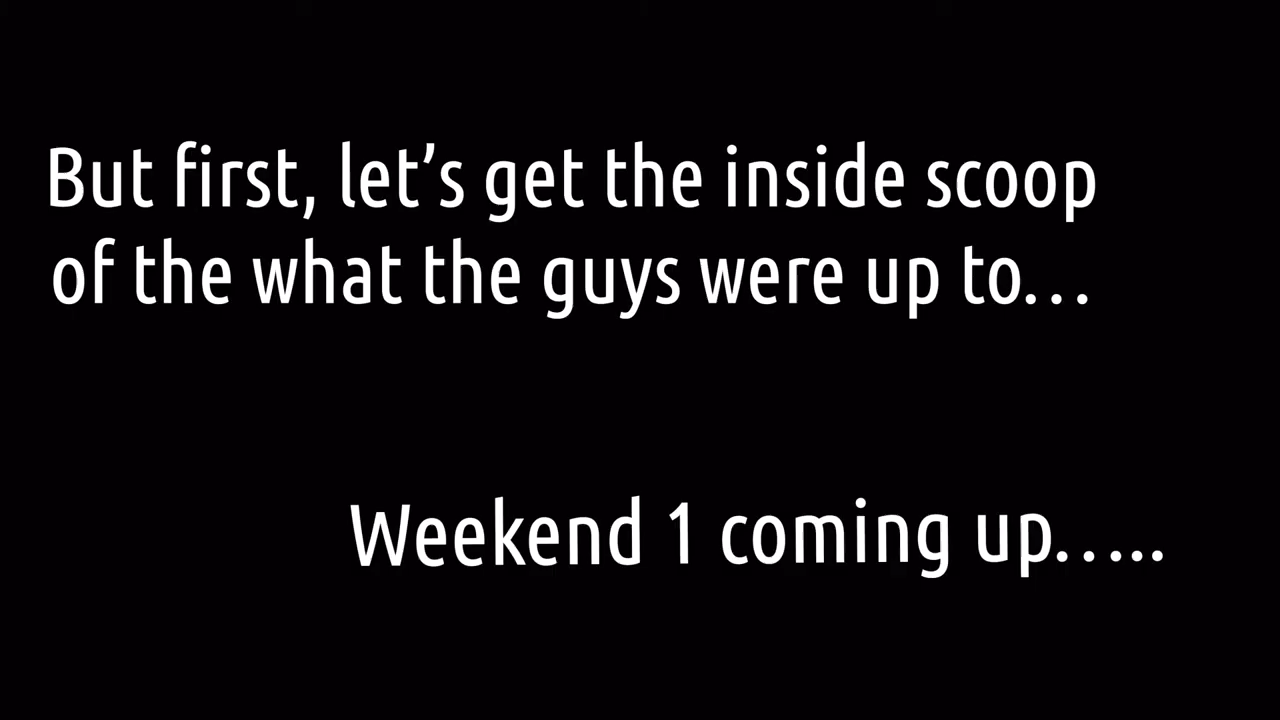 But first, let’s get the inside scoop
of the what the guys were up to…
Weekend 1 coming up…..